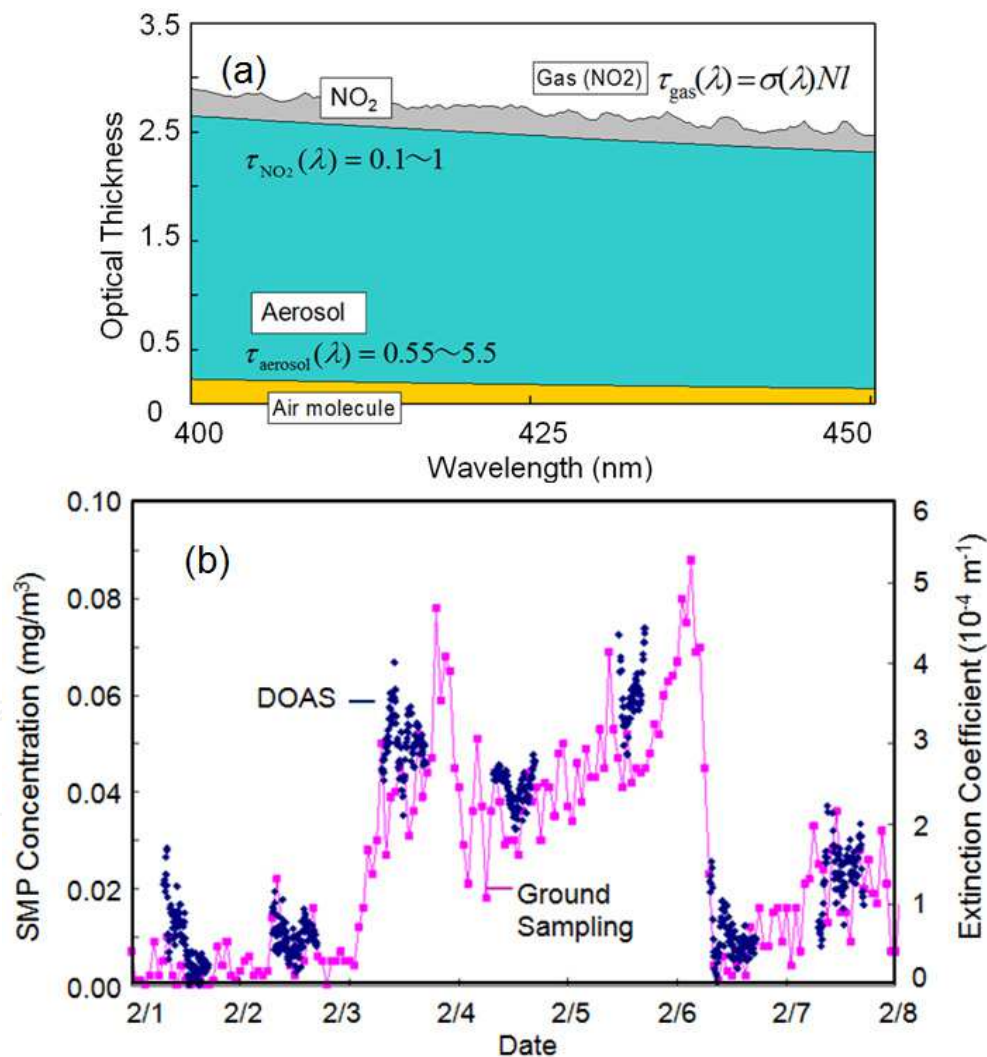 (a)
3.5
2.5
1.5
0.5
0
Optical Thickness
NO₂
Gas (NO2) τgas(λ) = σ(λ)Nl
τNO₂(λ) = 0.1～1
Aerosol
τaerosol(λ) = 0.55～5.5
Air molecule
400 425 450
Wavelength (nm)
(b)
0.10
0.08
0.06
0.04
0.02
0.00
SMP Concentration (mg/m³)
DOAS
Ground
Sampling
6
5
4
3
2
1
0
Extinction Coefficient (10⁻⁴ m⁻¹)
2/1 2/2 2/3 2/4 2/5 2/6 2/7 2/8
Date